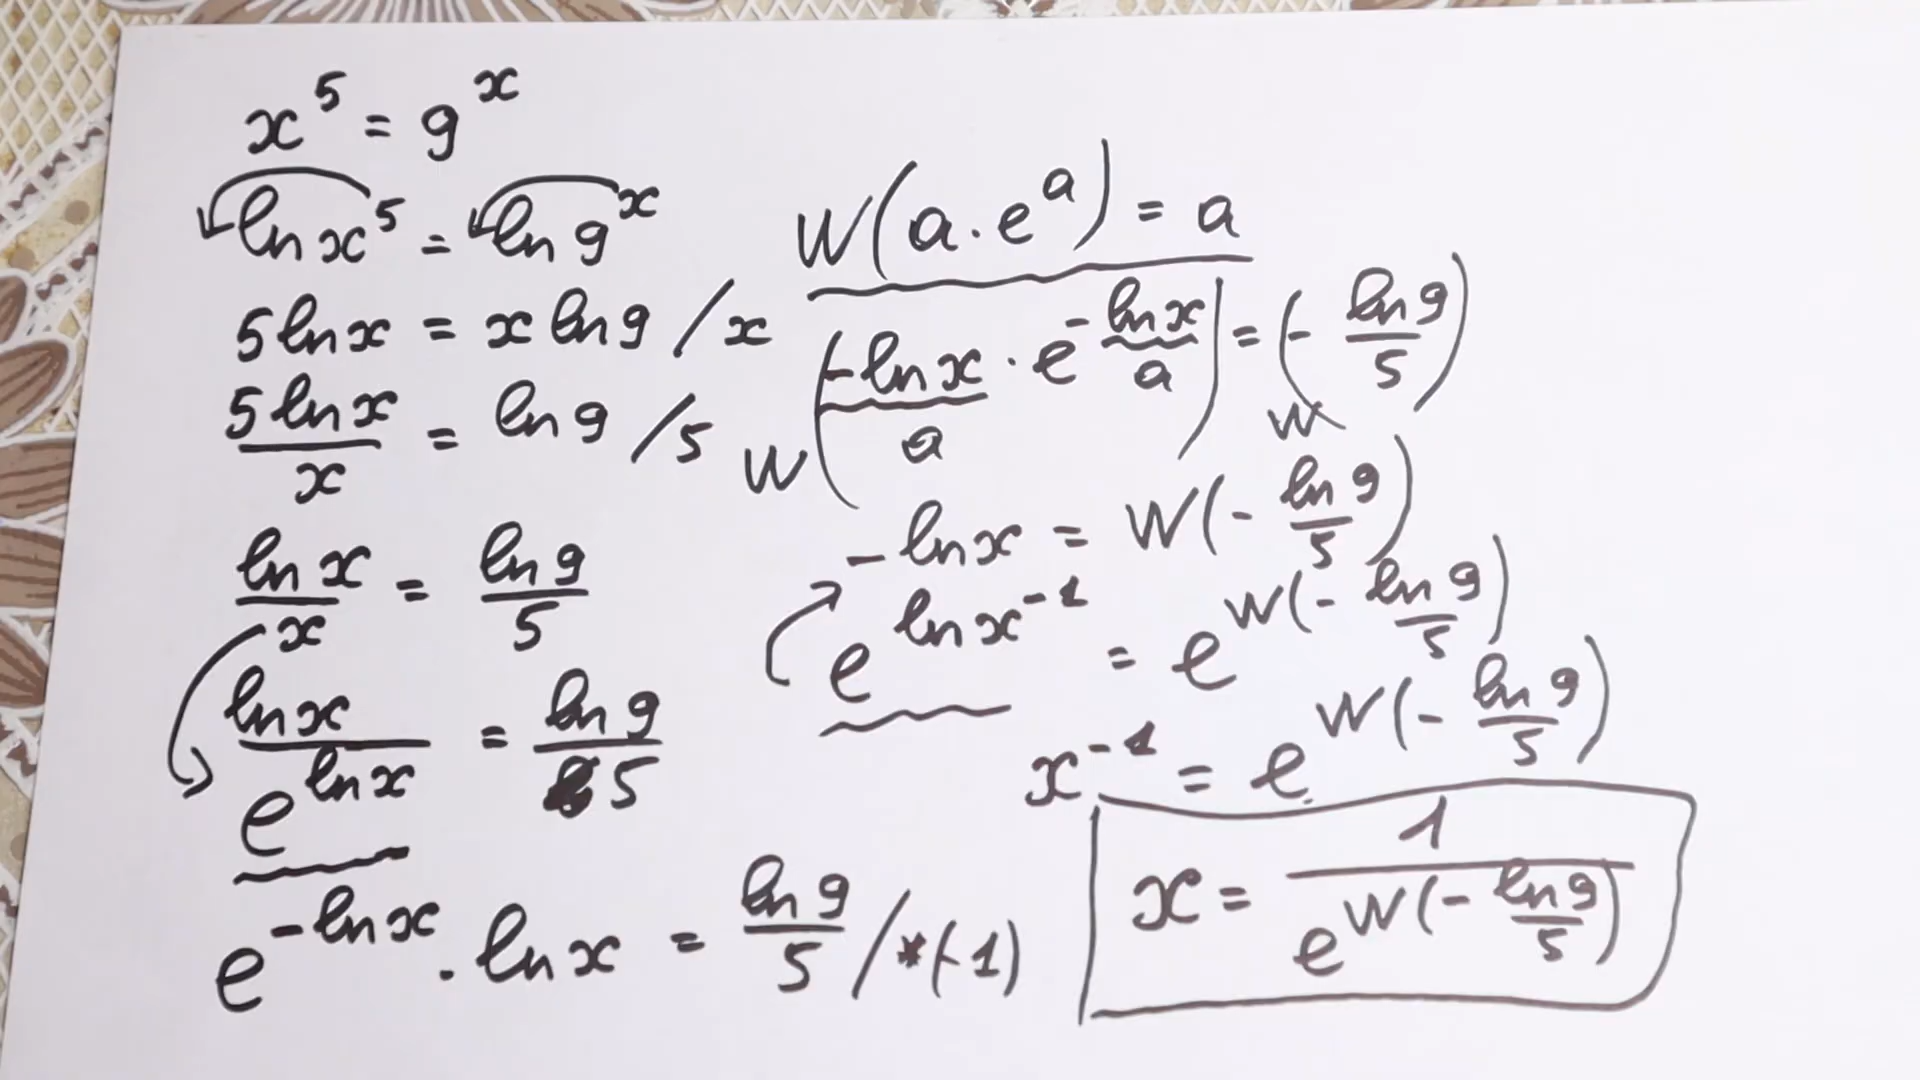 x^5 = 9^x
ln x^5 = ln 9^x
5 ln x = x ln 9 / x
5 ln x / x = ln 9 / 5
ln x / x = ln 9 / 5
ln x / e^(ln x) = ln 9 / 5
e^(-ln x) · ln x = ln 9 / 5 / *(-1)
W(a · e^a) = a
W(-ln x · e^(-ln x)) = (- ln 9 / 5)
a a W
-ln x = W(- ln 9 / 5)
e^(ln x^-1) = e^(W(- ln 9 / 5))
x^-1 = e^(W(- ln 9 / 5))
x = 1 / e^(W(- ln 9 / 5))